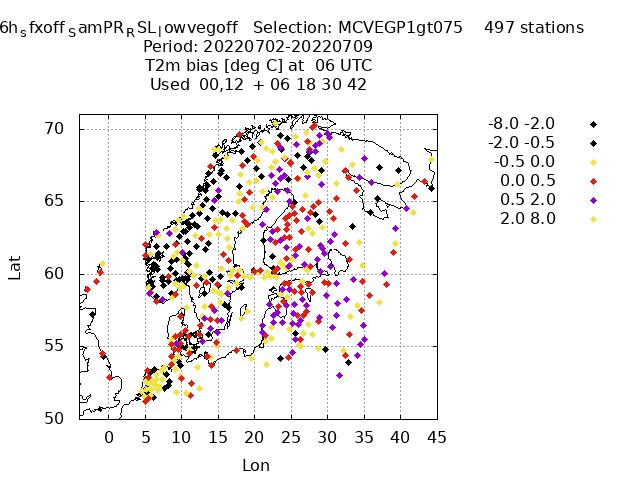 6h_sfxoff_samPR_RSL_lowvegoff Selection: MCVEGP1gt075 497 stations
Period: 20220702-20220709
T2m bias [deg C] at 06 UTC
Used 00,12 + 06 18 30 42
-8.0 -2.0
-2.0 -0.5
-0.5 0.0
0.0 0.5
0.5 2.0
2.0 8.0
70
65
60
55
50
Lat
0 5 10 15 20 25 30 35 40 45
Lon